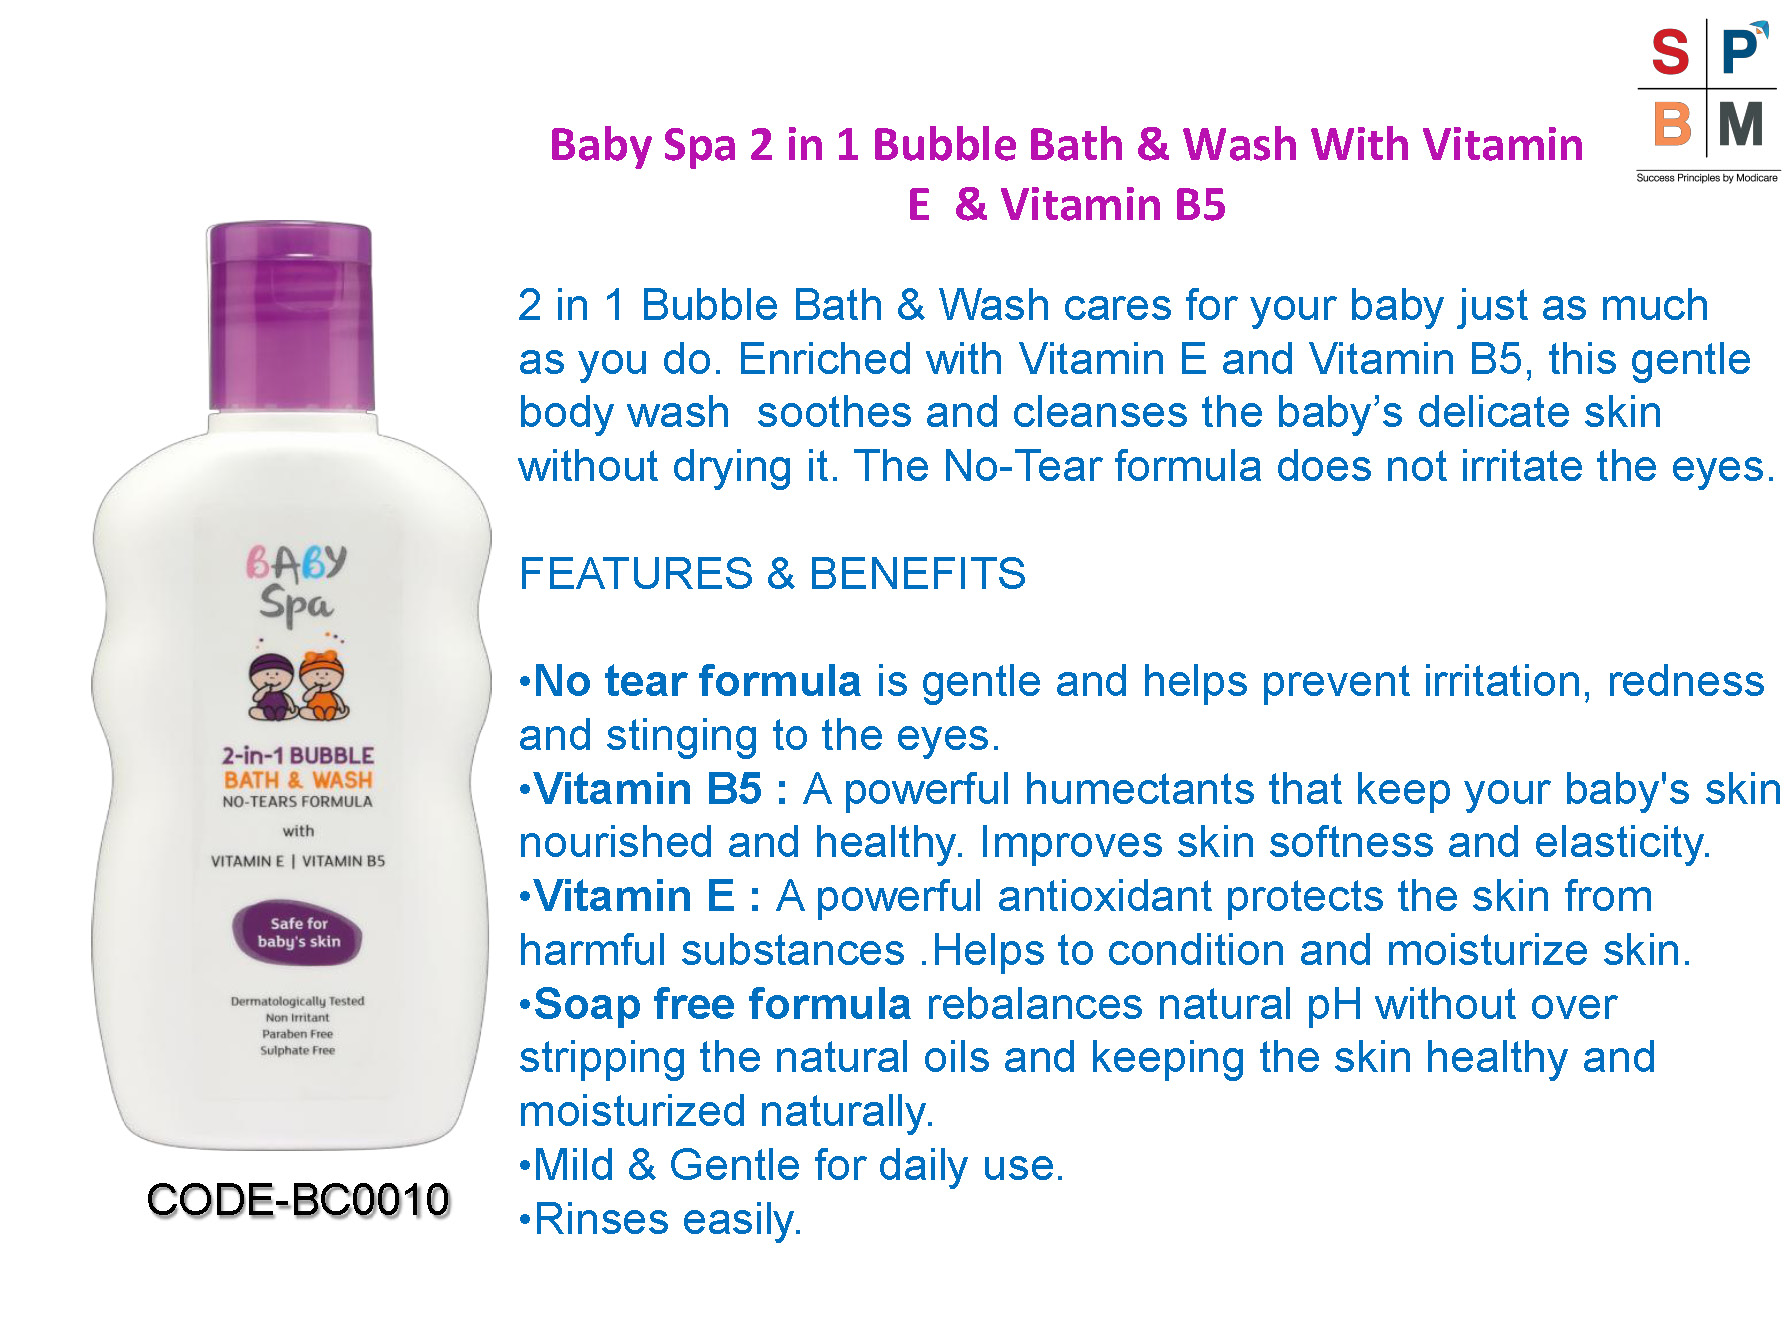 S P
B M
Success Principles by Modicare
Baby Spa 2 in 1 Bubble Bath & Wash With Vitamin
E & Vitamin B5
2 in 1 Bubble Bath & Wash cares for your baby just as much
as you do. Enriched with Vitamin E and Vitamin B5, this gentle
body wash soothes and cleanses the baby’s delicate skin
without drying it. The No-Tear formula does not irritate the eyes.
FEATURES & BENEFITS
•No tear formula is gentle and helps prevent irritation, redness
and stinging to the eyes.
•Vitamin B5 : A powerful humectants that keep your baby's skin
nourished and healthy. Improves skin softness and elasticity.
•Vitamin E : A powerful antioxidant protects the skin from
harmful substances .Helps to condition and moisturize skin.
•Soap free formula rebalances natural pH without over
stripping the natural oils and keeping the skin healthy and
moisturized naturally.
•Mild & Gentle for daily use.
•Rinses easily.
BABY
Spa
2-in-1 BUBBLE
BATH & WASH
NO-TEARS FORMULA
with
VITAMIN E | VITAMIN B5
Safe for
baby's skin
Dermatologically Tested
Non Irritant
Paraben Free
Sulphate Free
CODE-BC0010